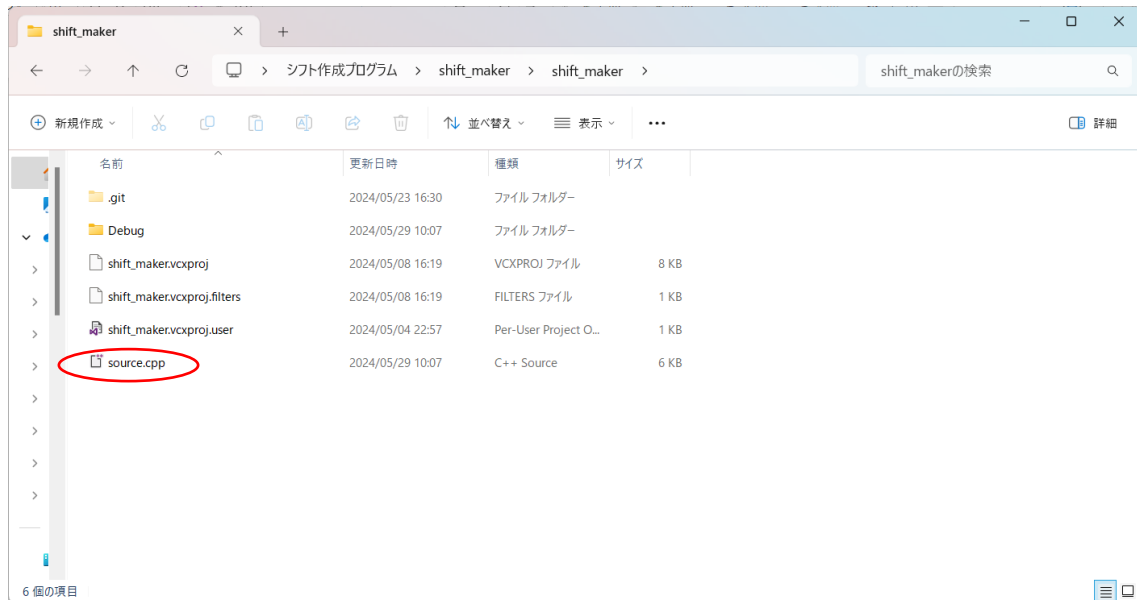 shift_maker
シフト作成プログラム > shift_maker > shift_maker >
shift_makerの検索
新規作成
並べ替え
表示
詳細
名前 更新日時 種類 サイズ
.git 2024/05/23 16:30 ファイル フォルダー
Debug 2024/05/29 10:07 ファイル フォルダー
shift_maker.vcxproj 2024/05/08 16:19 VCXPROJ ファイル 8 KB
shift_maker.vcxproj.filters 2024/05/08 16:19 FILTERS ファイル 1 KB
shift_maker.vcxproj.user 2024/05/04 22:57 Per-User Project O... 1 KB
source.cpp 2024/05/29 10:07 C++ Source 6 KB
6 個の項目